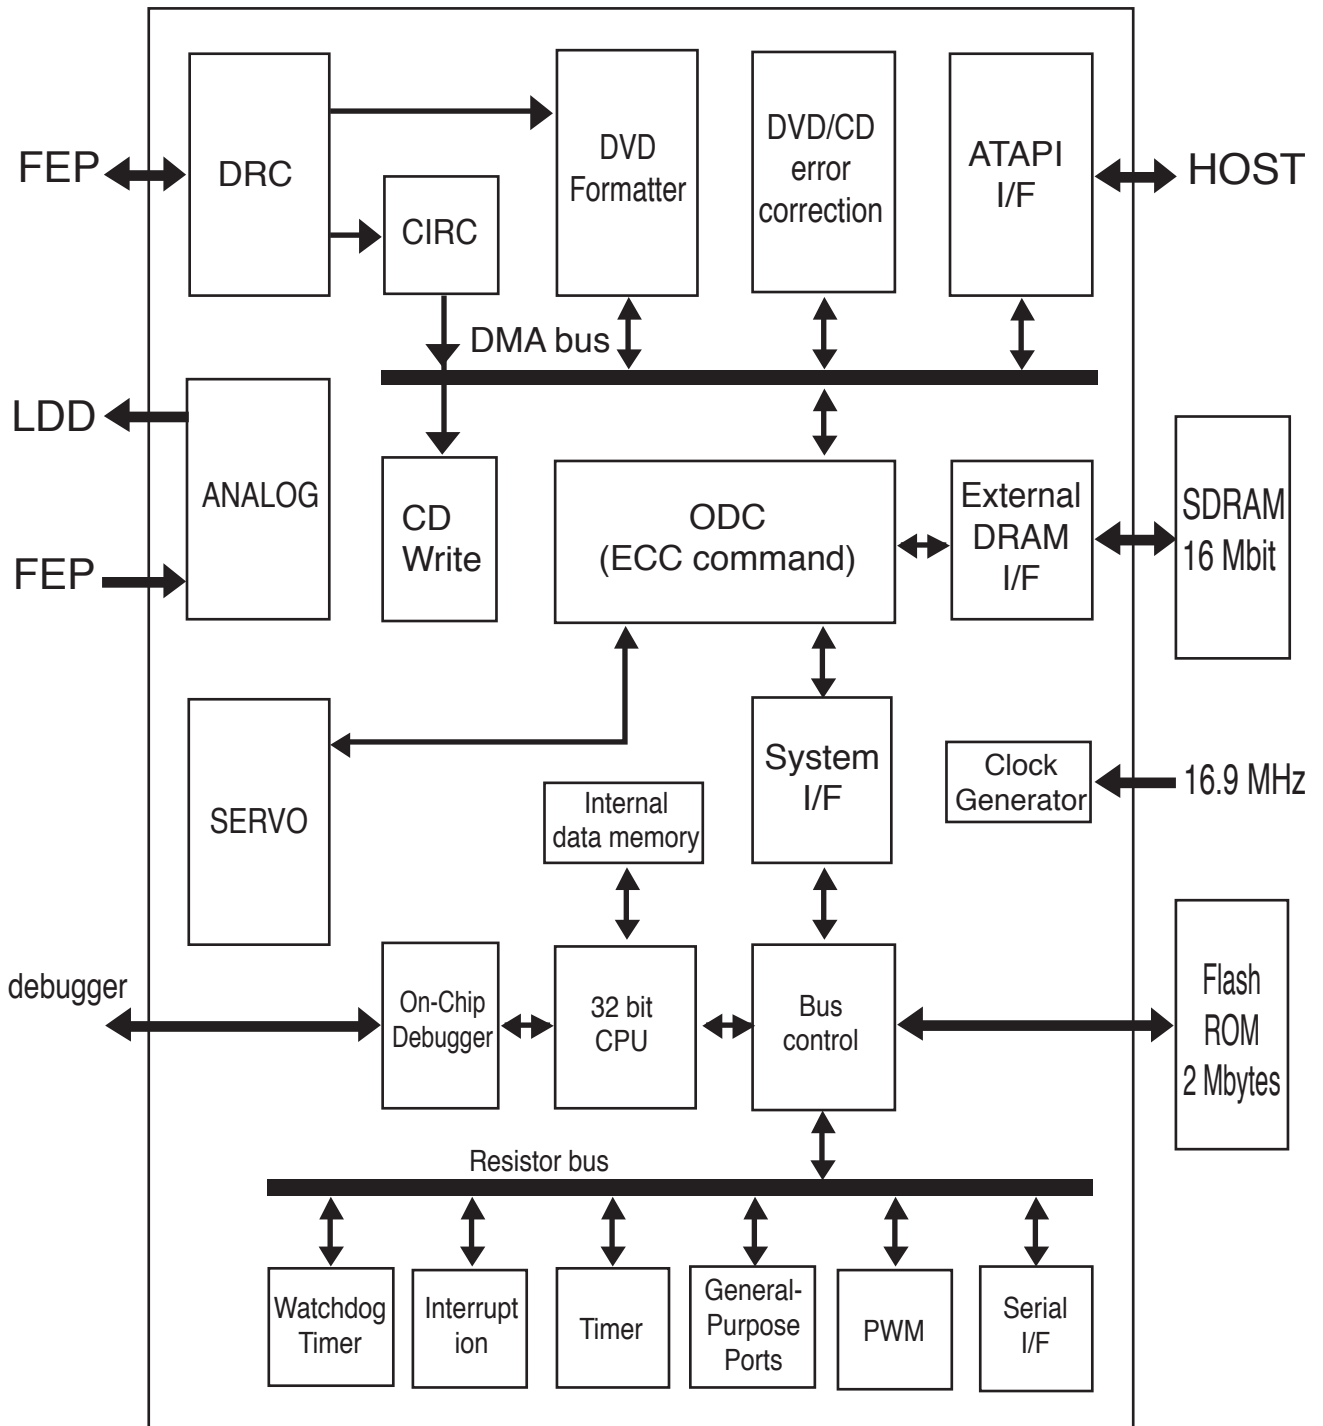 FEP
DRC
CIRC
DVD
Formatter
DVD/CD
error
correction
ATAPI
I/F
HOST
DMA bus
LDD
ANALOG
FEP
CD
Write
ODC
(ECC command)
External
DRAM
I/F
SDRAM
16 Mbit
SERVO
System
I/F
Clock
Generator
16.9 MHz
Internal
data memory
debugger
On-Chip
Debugger
32 bit
CPU
Bus
control
Flash
ROM
2 Mbytes
Resistor bus
Watchdog
Timer
Interrupt
ion
Timer
General-
Purpose
Ports
PWM
Serial
I/F